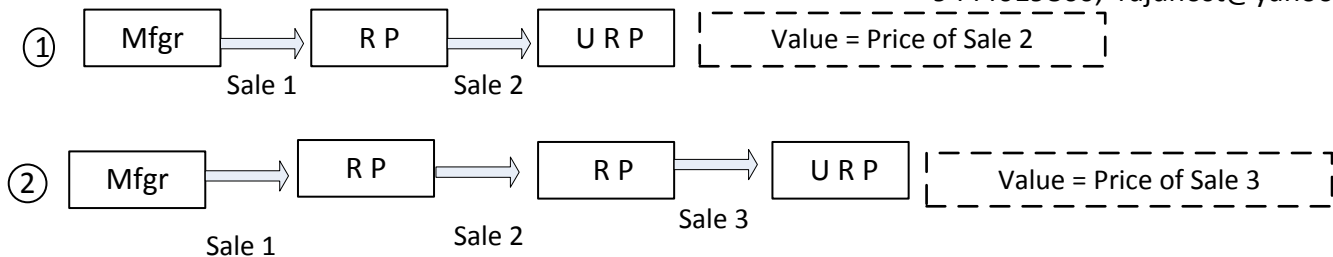 ① Mfgr R P U R P Value = Price of Sale 2
Sale 1 Sale 2
② Mfgr R P R P U R P Value = Price of Sale 3
Sale 1 Sale 2 Sale 3